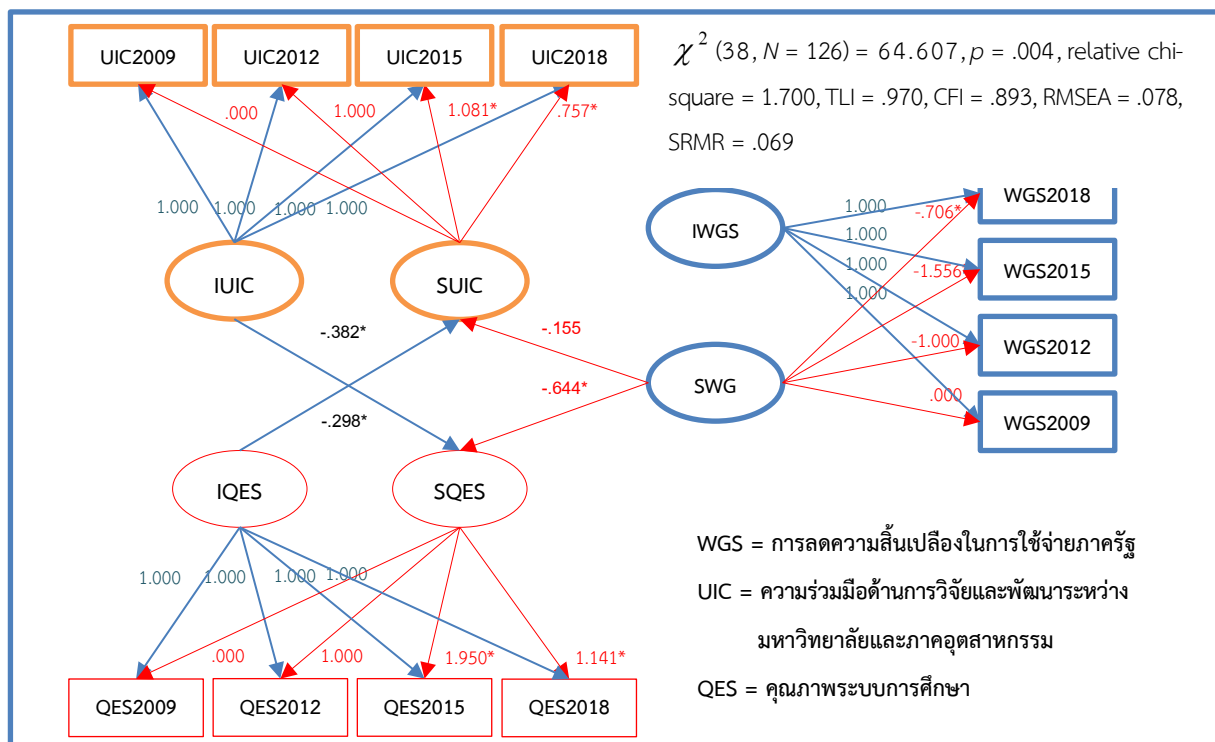 UIC2009 UIC2012 UIC2015 UIC2018
χ² (38, N = 126) = 64.607, p = .004, relative chi-
square = 1.700, TLI = .970, CFI = .893, RMSEA = .078,
SRMR = .069
.000 1.000 1.081* .757*
1.000 1.000 1.000 1.000
IUIC SUIC
IWGS
1.000 -.706* WGS2018
1.000
1.000 -1.556 WGS2015
1.000
-1.000 WGS2012
.000 WGS2009
-.382* -.155
SWG
-.644*
-.298*
IQES SQES
1.000 1.000 1.000 1.000
.000 1.000 1.950* 1.141*
QES2009 QES2012 QES2015 QES2018
WGS = การลดความสิ้นเปลืองในการใช้จ่ายภาครัฐ
UIC = ความร่วมมือด้านการวิจัยและพัฒนาระหว่าง
มหาวิทยาลัยและภาคอุตสาหกรรม
QES = คุณภาพระบบการศึกษา